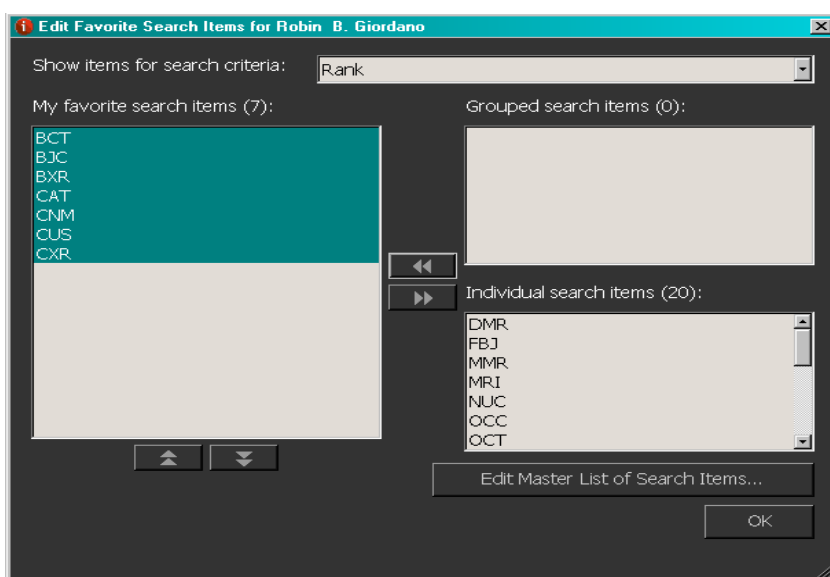 Edit Favorite Search Items for Robin B. Giordano
Show items for search criteria:
Rank
My favorite search items (7):
BCT
BJC
BXR
CAT
CNM
CUS
CXR
Grouped search items (0):
Individual search items (20):
DMR
FBJ
MMR
MRI
NUC
OCC
OCT
Edit Master List of Search Items...
OK